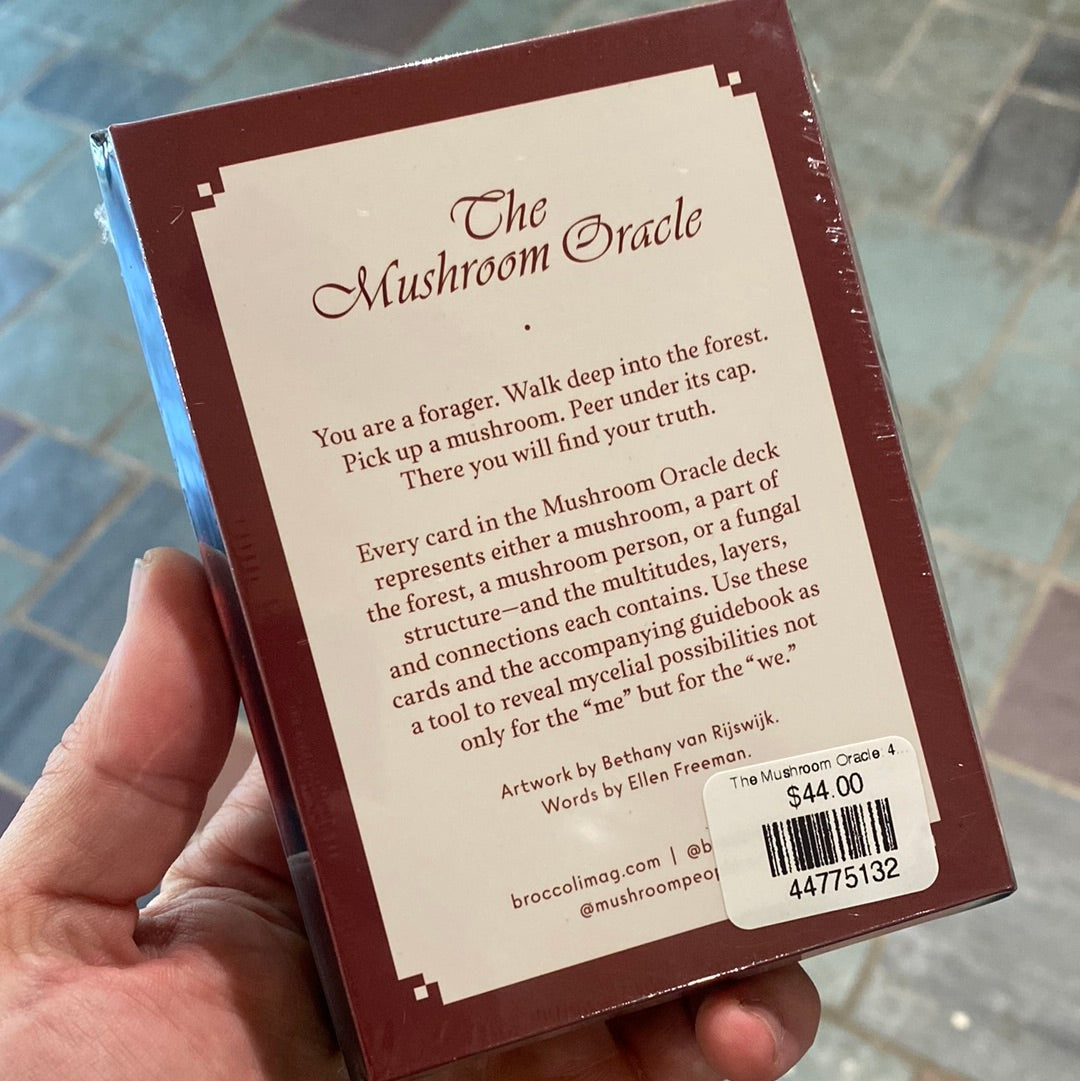 The
Mushroom Oracle
You are a forager. Walk deep into the forest.
Pick up a mushroom. Peer under its cap.
There you will find your truth.
Every card in the Mushroom Oracle deck
represents either a mushroom, a part of
the forest, a mushroom person, or a fungal
structure—and the multitudes, layers,
and connections each contains. Use these
cards and the accompanying guidebook as
a tool to reveal mycelial possibilities not
only for the “me” but for the “we.”
Artwork by Bethany van Rijswijk.
Words by Ellen Freeman.
broccolimag.com |
The Mushroom Oracle: 4...
$44.00
44775132